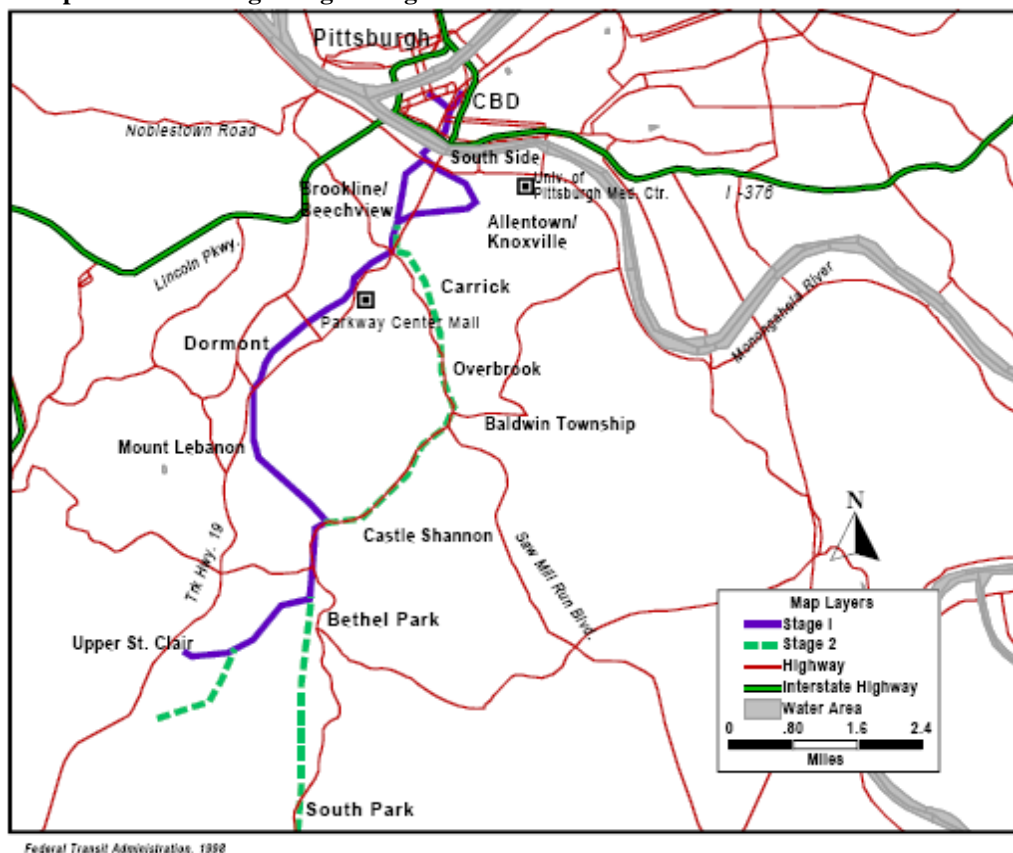 Pittsburgh
CBD
Noblestown Road
South Side
Univ. of
Pittsburgh Med. Ctr.
I -376
Brookline/
Beechview
Allentown/
Knoxville
Lincoln Pkwy.
Carrick
Monongahela River
Parkway Center Mall
Dormont
Overbrook
Baldwin Township
Mount Lebanon
N
Castle Shannon
Saw Mill Run Blvd.
Trk Hwy. 19
Map Layers
Stage I
Stage 2
Highway
Interstate Highway
Water Area
0 .80 1.6 2.4
Miles
Bethel Park
Upper St. Clair
South Park
Federal Transit Administration, 1998